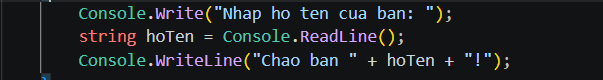 Console.Write("Nhap ho ten cua ban: ");
string hoTen = Console.ReadLine();
Console.WriteLine("Chao ban " + hoTen + "!");